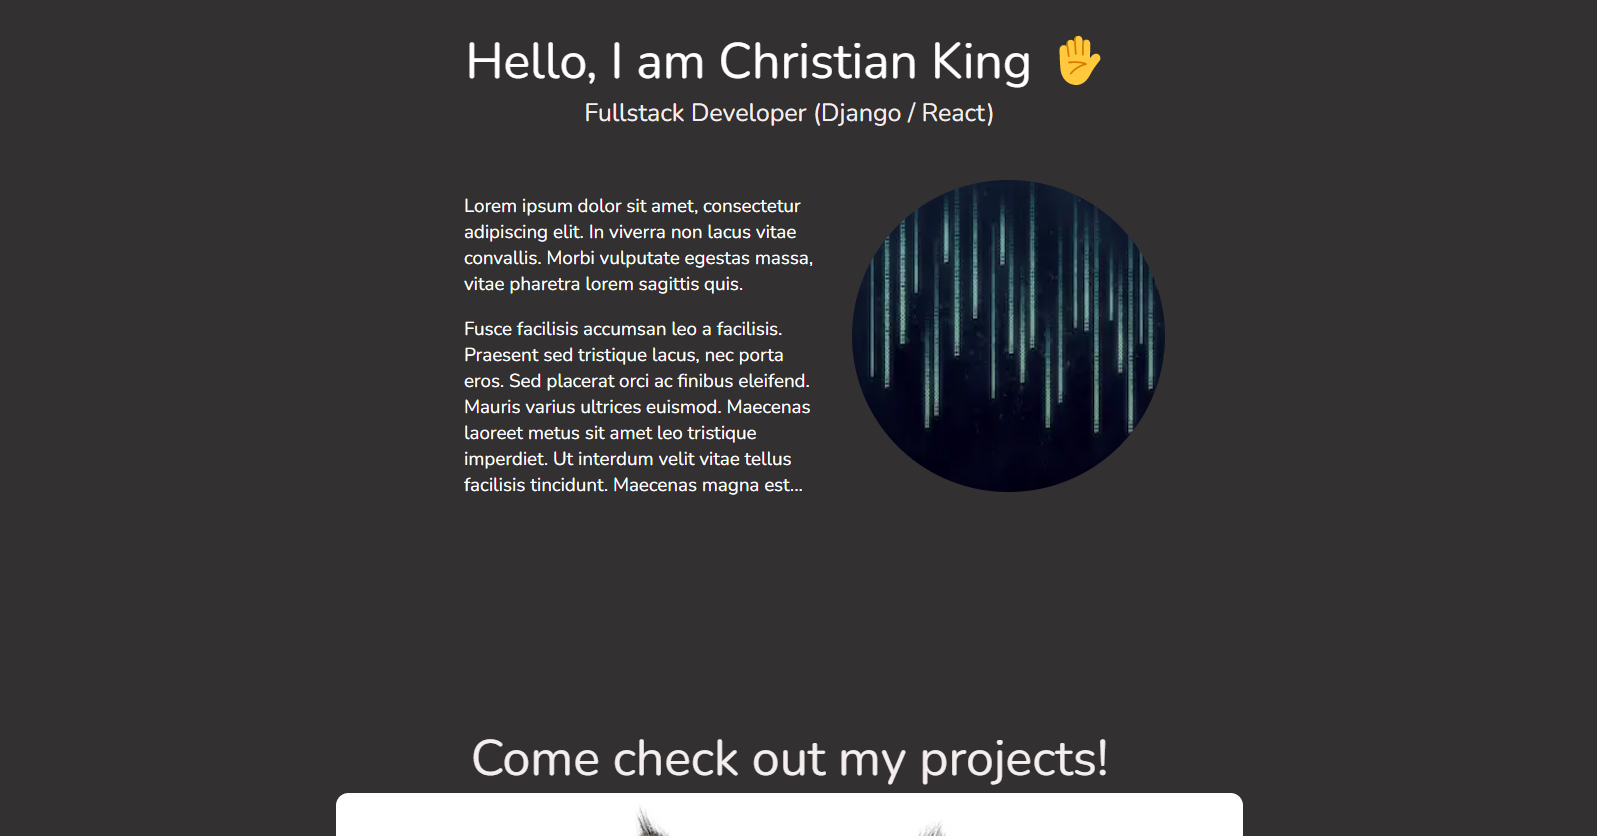 Hello, I am Christian King ✋
Fullstack Developer (Django / React)
Lorem ipsum dolor sit amet, consectetur
adipiscing elit. In viverra non lacus vitae
convallis. Morbi vulputate egestas massa,
vitae pharetra lorem sagittis quis.
Fusce facilisis accumsan leo a facilisis.
Praesent sed tristique lacus, nec porta
eros. Sed placerat orci ac finibus eleifend.
Mauris varius ultrices euismod. Maecenas
laoreet metus sit amet leo tristique
imperdiet. Ut interdum velit vitae tellus
facilisis tincidunt. Maecenas magna est...
Come check out my projects!